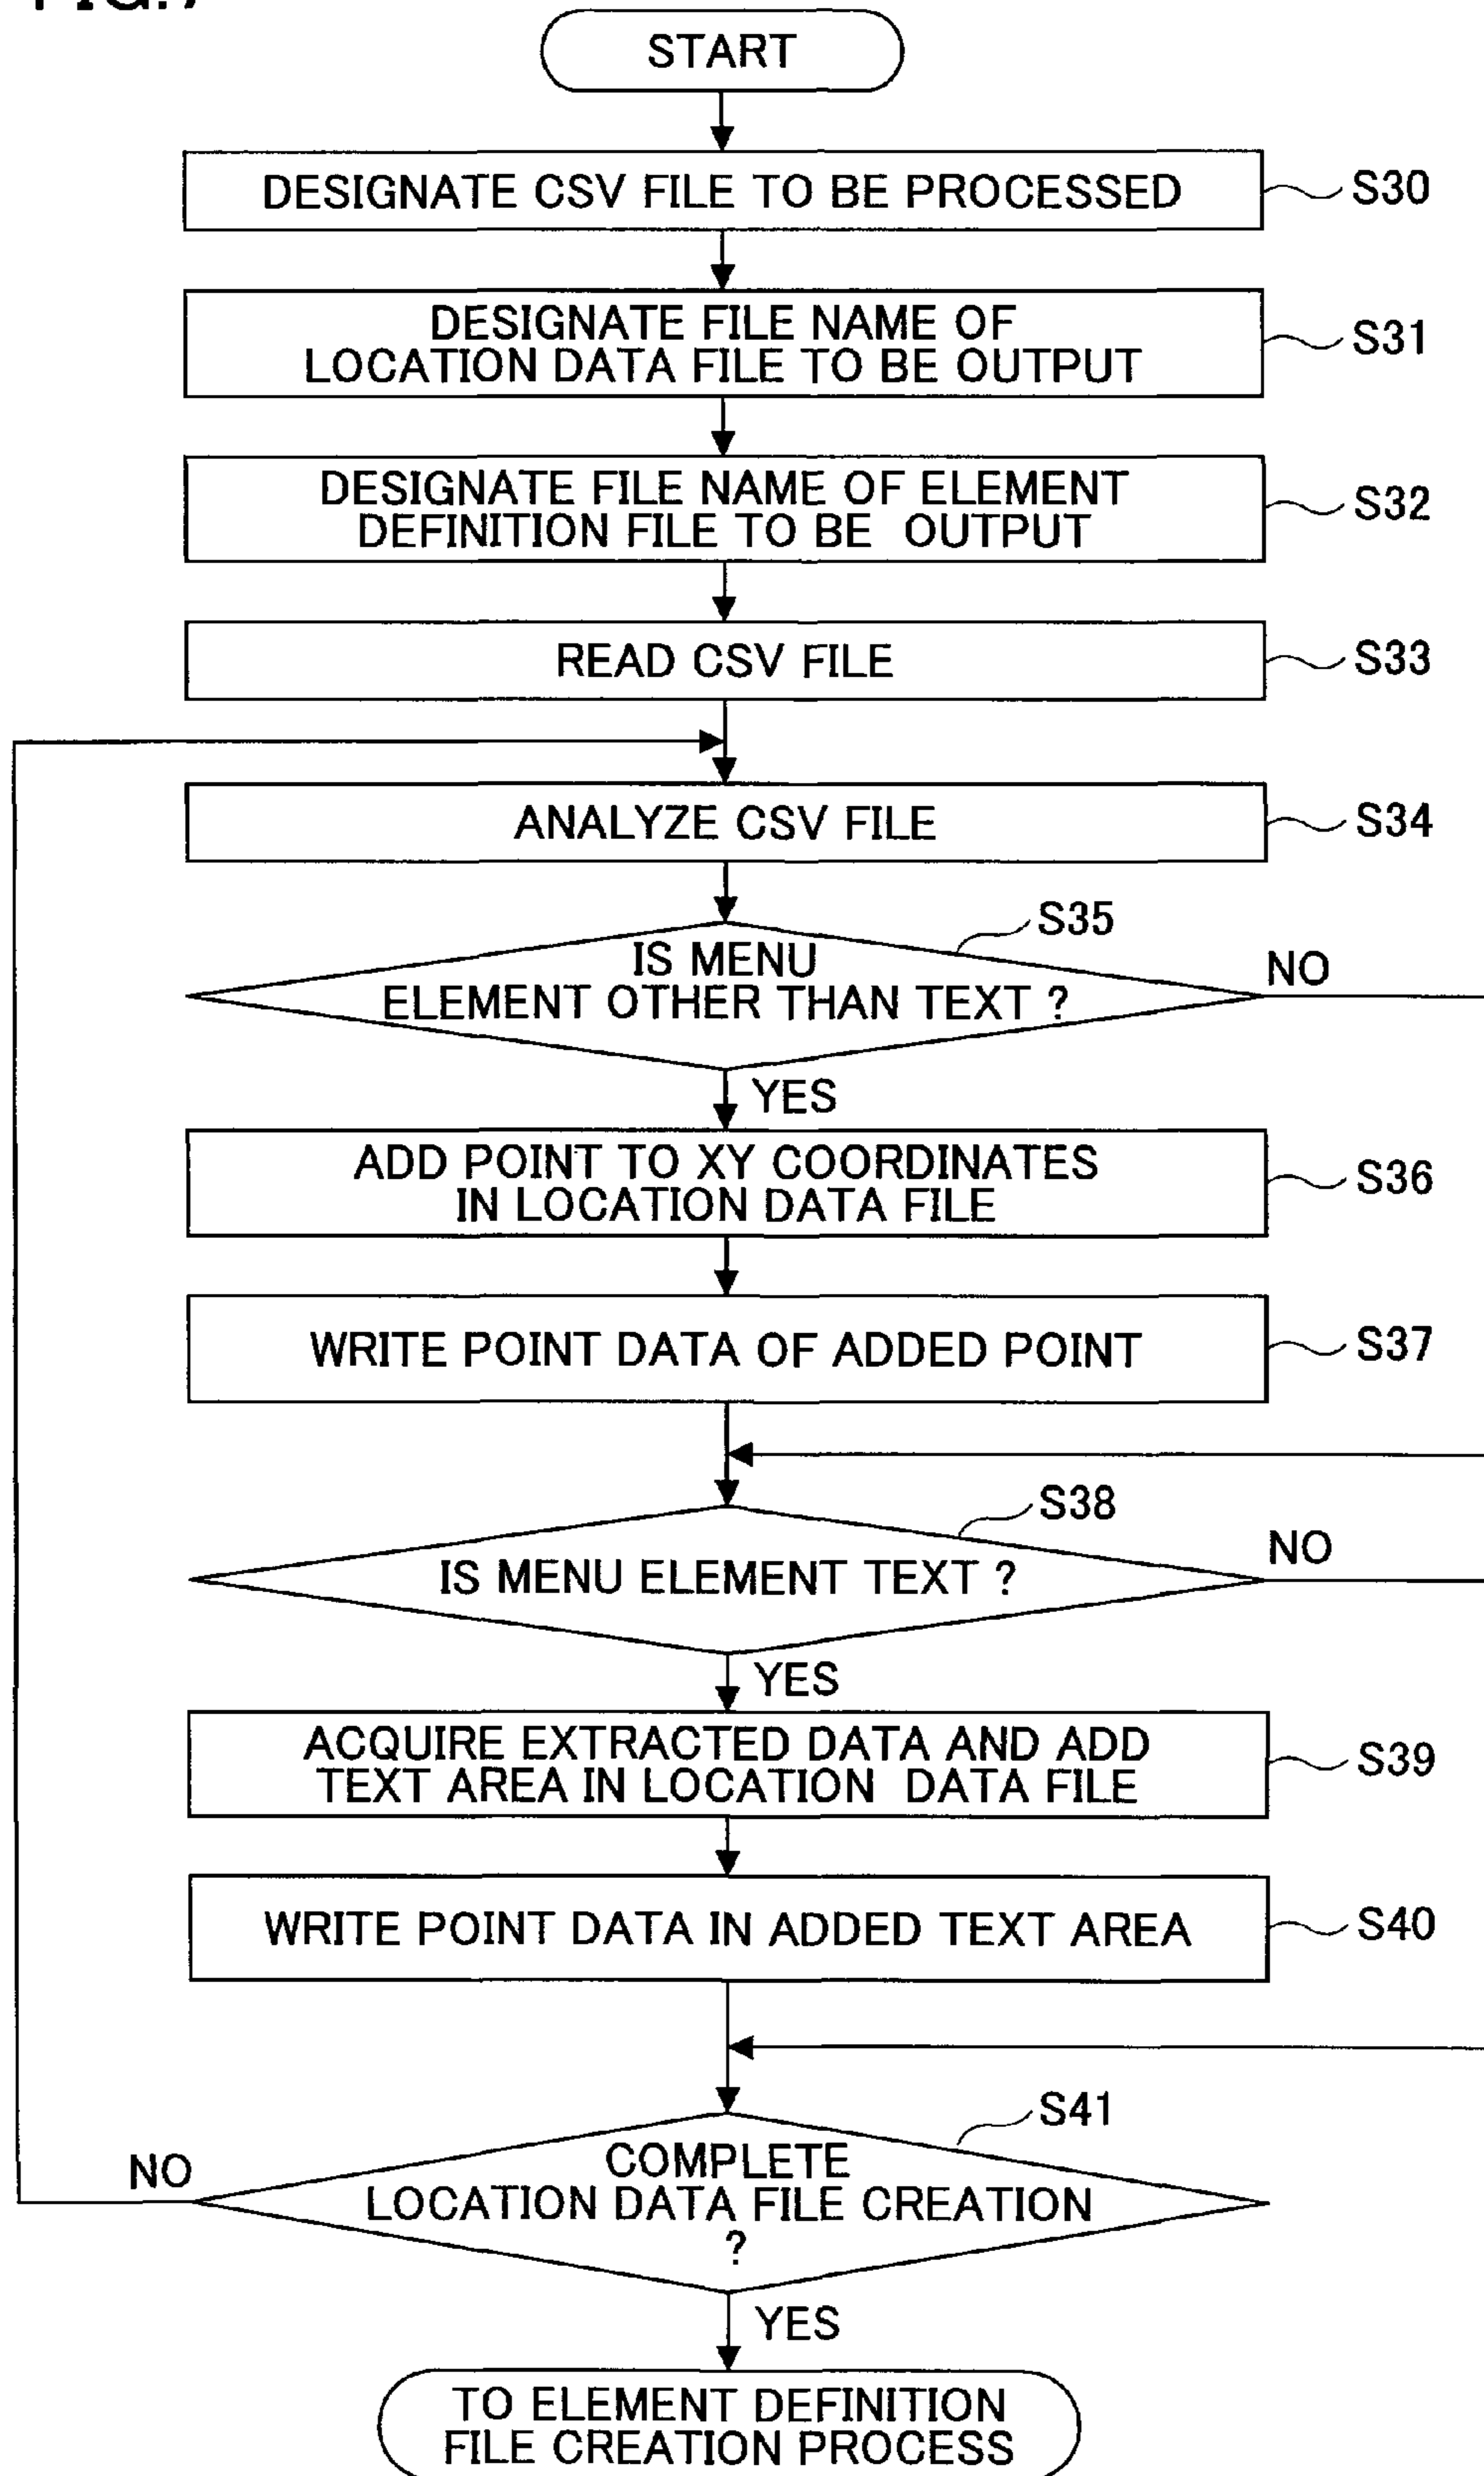 FIG.7
START
DESIGNATE CSV FILE TO BE PROCESSED
S30
DESIGNATE FILE NAME OF
LOCATION DATA FILE TO BE OUTPUT
S31
DESIGNATE FILE NAME OF ELEMENT
DEFINITION FILE TO BE OUTPUT
S32
READ CSV FILE
S33
ANALYZE CSV FILE
S34
S35
IS MENU
ELEMENT OTHER THAN TEXT ?
NO
YES
ADD POINT TO XY COORDINATES
IN LOCATION DATA FILE
S36
WRITE POINT DATA OF ADDED POINT
S37
S38
IS MENU ELEMENT TEXT ?
NO
YES
ACQUIRE EXTRACTED DATA AND ADD
TEXT AREA IN LOCATION DATA FILE
S39
WRITE POINT DATA IN ADDED TEXT AREA
S40
S41
NO
COMPLETE
LOCATION DATA FILE CREATION
?
YES
TO ELEMENT DEFINITION
FILE CREATION PROCESS